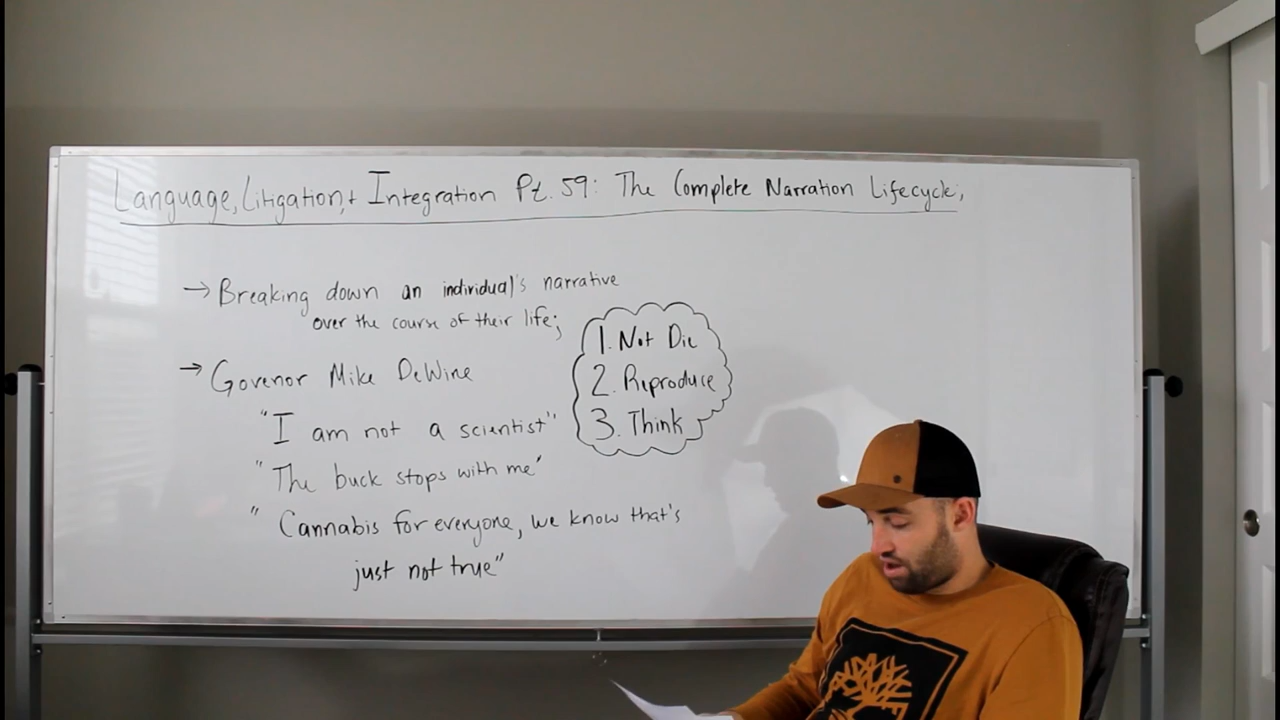 Language, Litigation, + Integration Pt. 59: The Complete Narration Lifecycle;
→ Breaking down an individual's narrative
over the course of their life;
1. Not Die
2. Reproduce
3. Think
→ Govenor Mike DeWine
"I am not a scientist"
"The buck stops with me"
"Cannabis for everyone, we know that's
just not true"